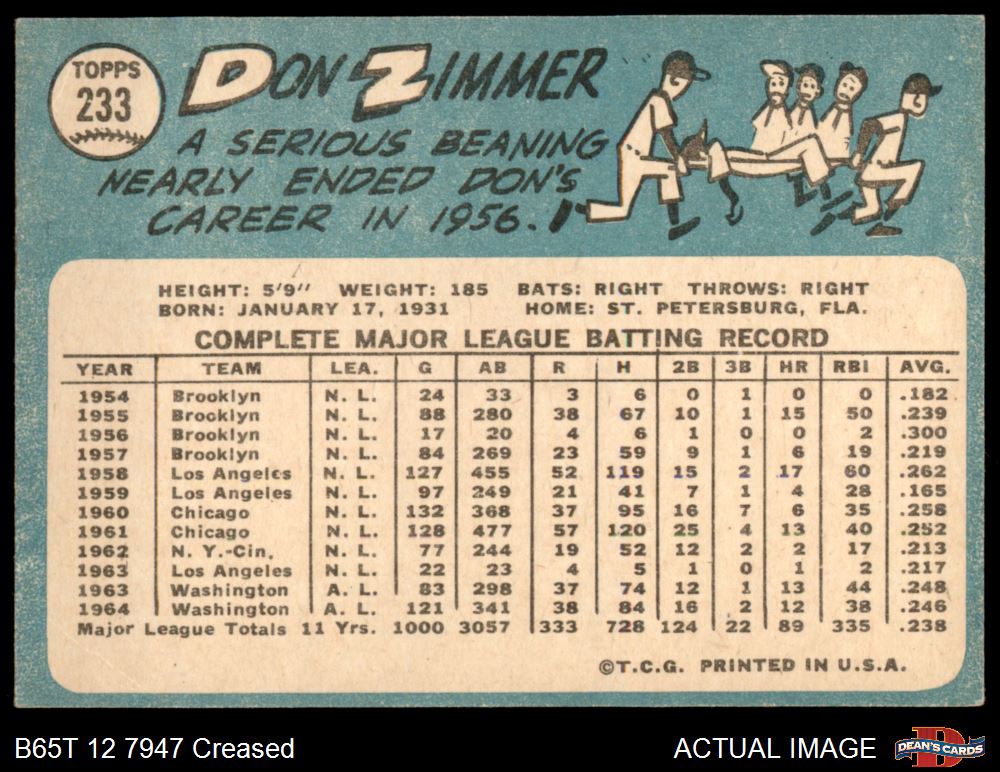 TOPPS
233
DON ZIMMER
A SERIOUS BEANING
NEARLY ENDED DON'S
CAREER IN 1956.
HEIGHT: 5'9" WEIGHT: 185 BATS: RIGHT THROWS: RIGHT
BORN: JANUARY 17, 1931 HOME: ST. PETERSBURG, FLA.
COMPLETE MAJOR LEAGUE BATTING RECORD
YEAR TEAM LEA. G AB R H 2B 3B HR RBI AVG.
1954 Brooklyn N. L. 24 33 3 6 0 1 0 0 .182
1955 Brooklyn N. L. 88 280 38 67 10 1 15 50 .239
1956 Brooklyn N. L. 17 20 4 6 1 0 0 2 .300
1957 Brooklyn N. L. 84 269 23 59 9 1 6 19 .219
1958 Los Angeles N. L. 127 455 52 119 15 2 17 60 .262
1959 Los Angeles N. L. 97 249 21 41 7 1 4 28 .165
1960 Chicago N. L. 132 368 37 95 16 7 6 35 .258
1961 Chicago N. L. 128 477 57 120 25 4 13 40 .252
1962 N. Y.-Cin. N. L. 77 244 19 52 12 2 2 17 .213
1963 Los Angeles N. L. 22 23 4 5 1 0 1 2 .217
1963 Washington A. L. 83 298 37 74 12 1 13 44 .248
1964 Washington A. L. 121 341 38 84 16 2 12 38 .246
Major League Totals 11 Yrs. 1000 3057 333 728 124 22 89 335 .238
©T.C.G. PRINTED IN U.S.A.
B65T 12 7947 Creased
ACTUAL IMAGE
DEAN'S CARDS